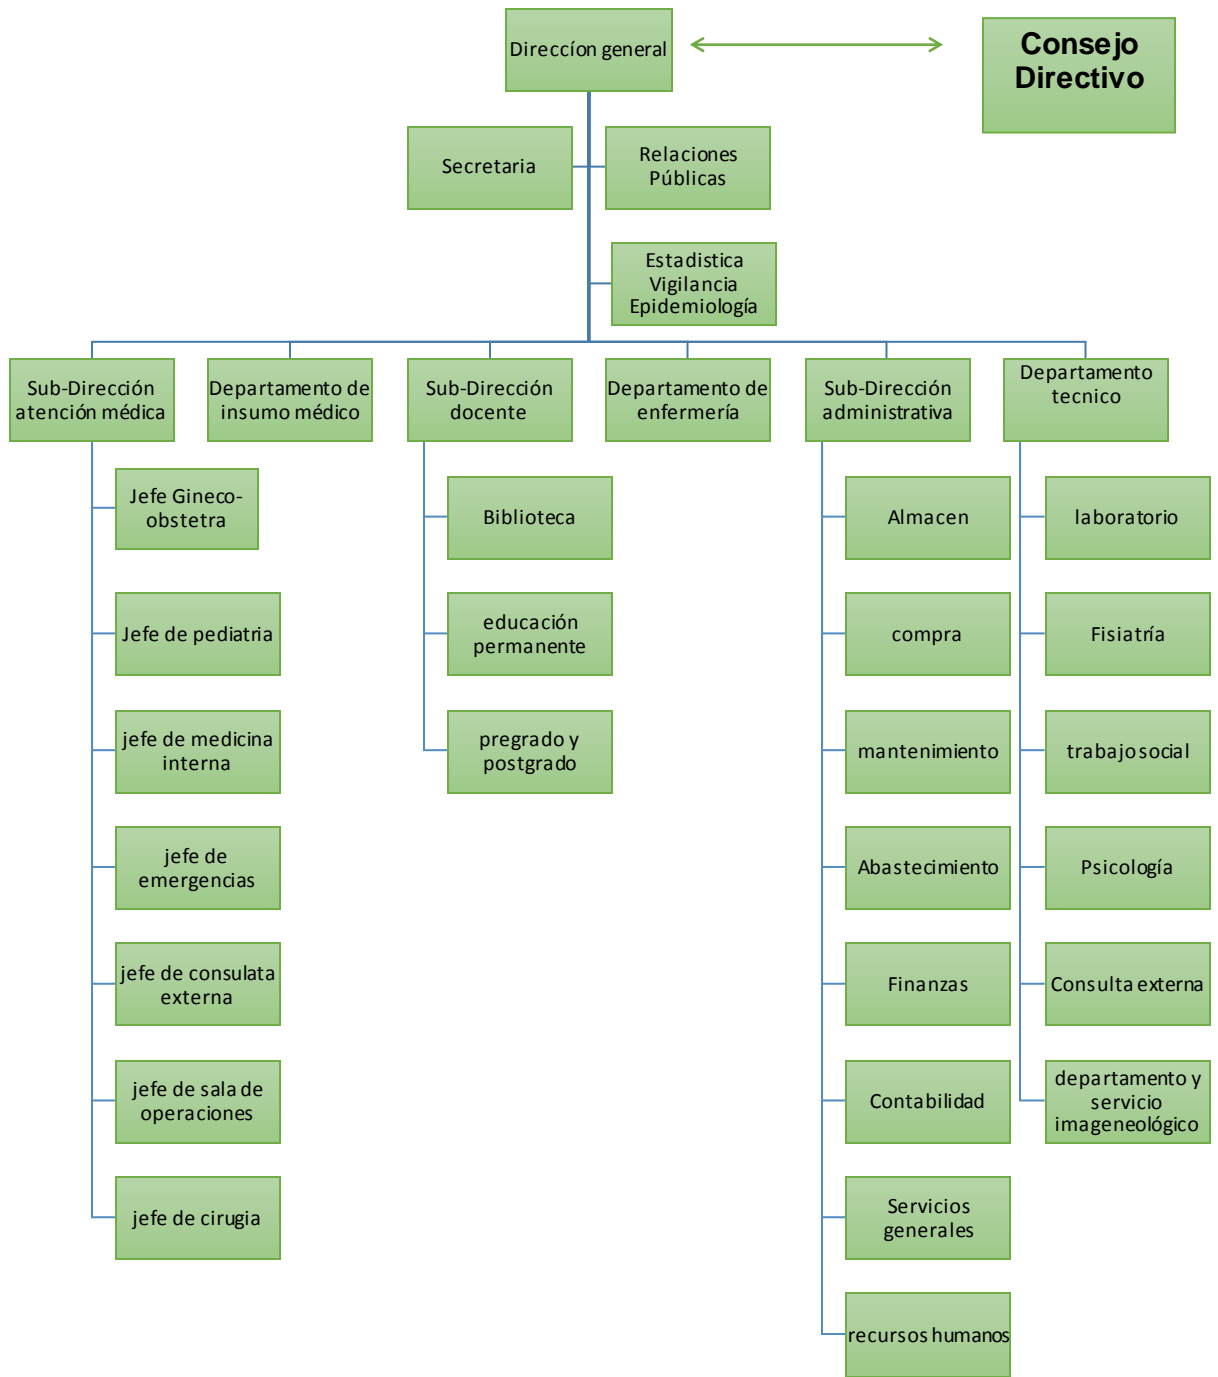 Direccíon general
Consejo
Directivo
Secretaria
Relaciones
Públicas
Estadistica
Vigilancia
Epidemiología
Sub-Dirección
atención médica
Departamento de
insumo médico
Sub-Dirección
docente
Departamento de
enfermería
Sub-Dirección
administrativa
Departamento
tecnico
Jefe Gineco-
obstetra
Jefe de pediatria
jefe de medicina
interna
jefe de
emergencias
jefe de consulata
externa
jefe de sala de
operaciones
jefe de cirugia
Biblioteca
educación
permanente
pregrado y
postgrado
Almacen
compra
mantenimiento
Abastecimiento
Finanzas
Contabilidad
Servicios
generales
recursos humanos
laboratorio
Fisiatría
trabajo social
Psicología
Consulta externa
departamento y
servicio
imageneológico